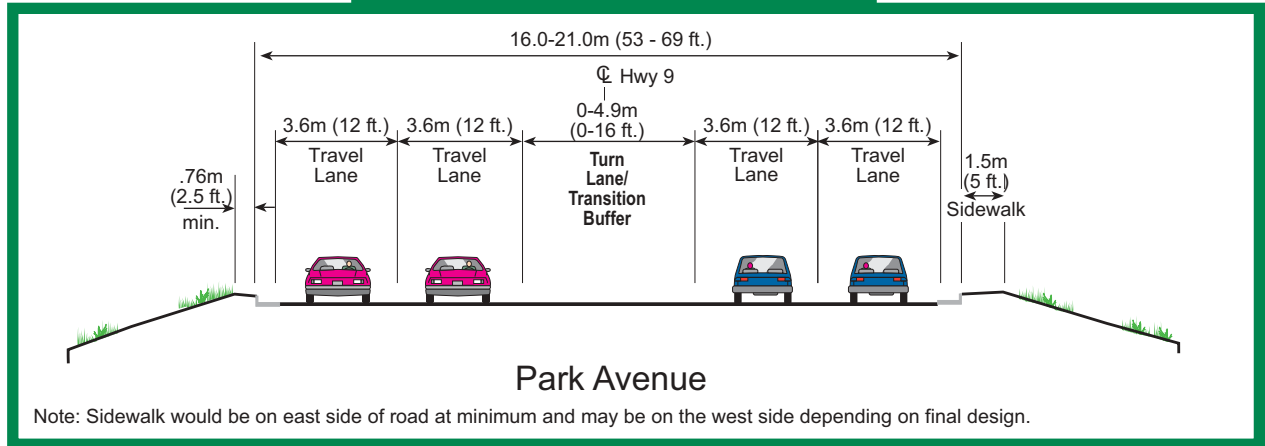 16.0-21.0m (53 - 69 ft.)
℄ Hwy 9
0-4.9m
(0-16 ft.)
3.6m (12 ft.)
Travel
Lane
3.6m (12 ft.)
Travel
Lane
Turn
Lane/
Transition
Buffer
3.6m (12 ft.)
Travel
Lane
3.6m (12 ft.)
Travel
Lane
.76m
(2.5 ft.)
min.
1.5m
(5 ft.)
Sidewalk
Park Avenue
Note: Sidewalk would be on east side of road at minimum and may be on the west side depending on final design.